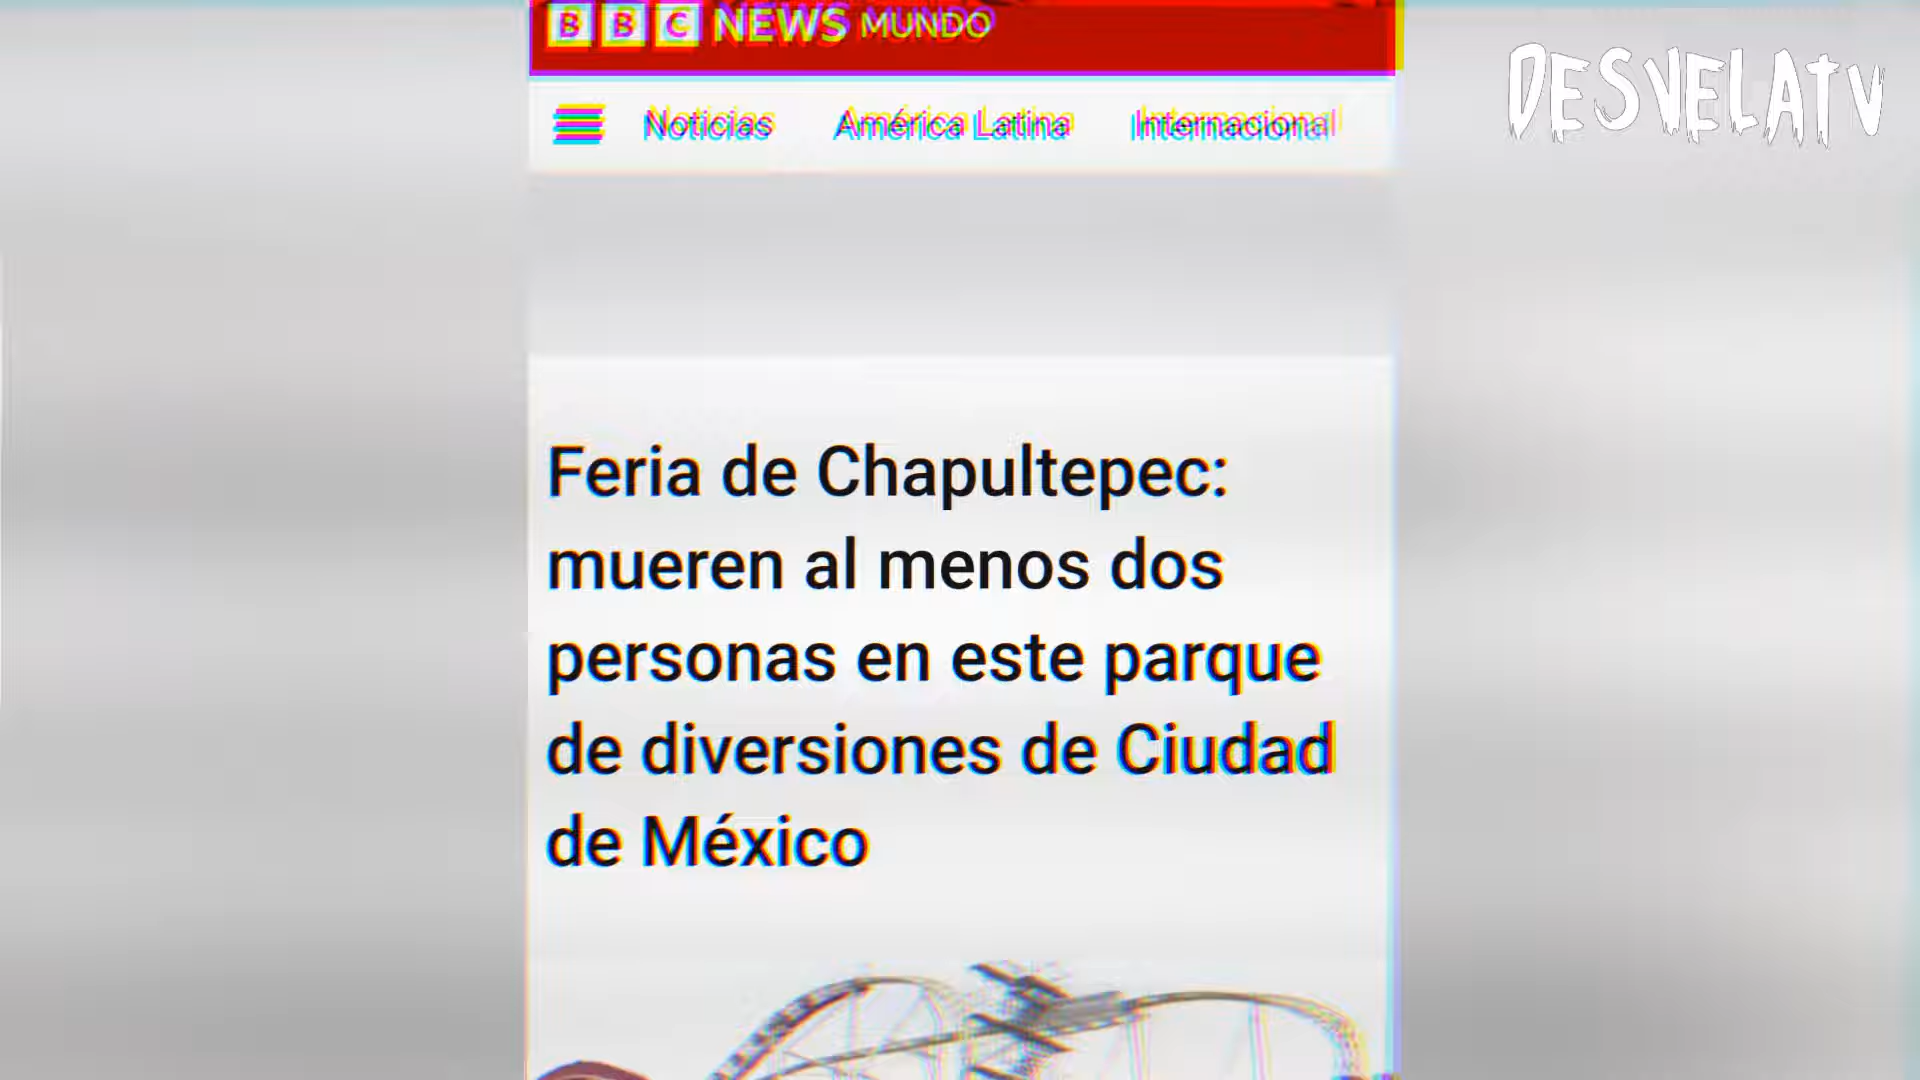 BBC NEWS MUNDO
DESVELATV
Noticias América Latina Internacional
Feria de Chapultepec:
mueren al menos dos
personas en este parque
de diversiones de Ciudad
de México